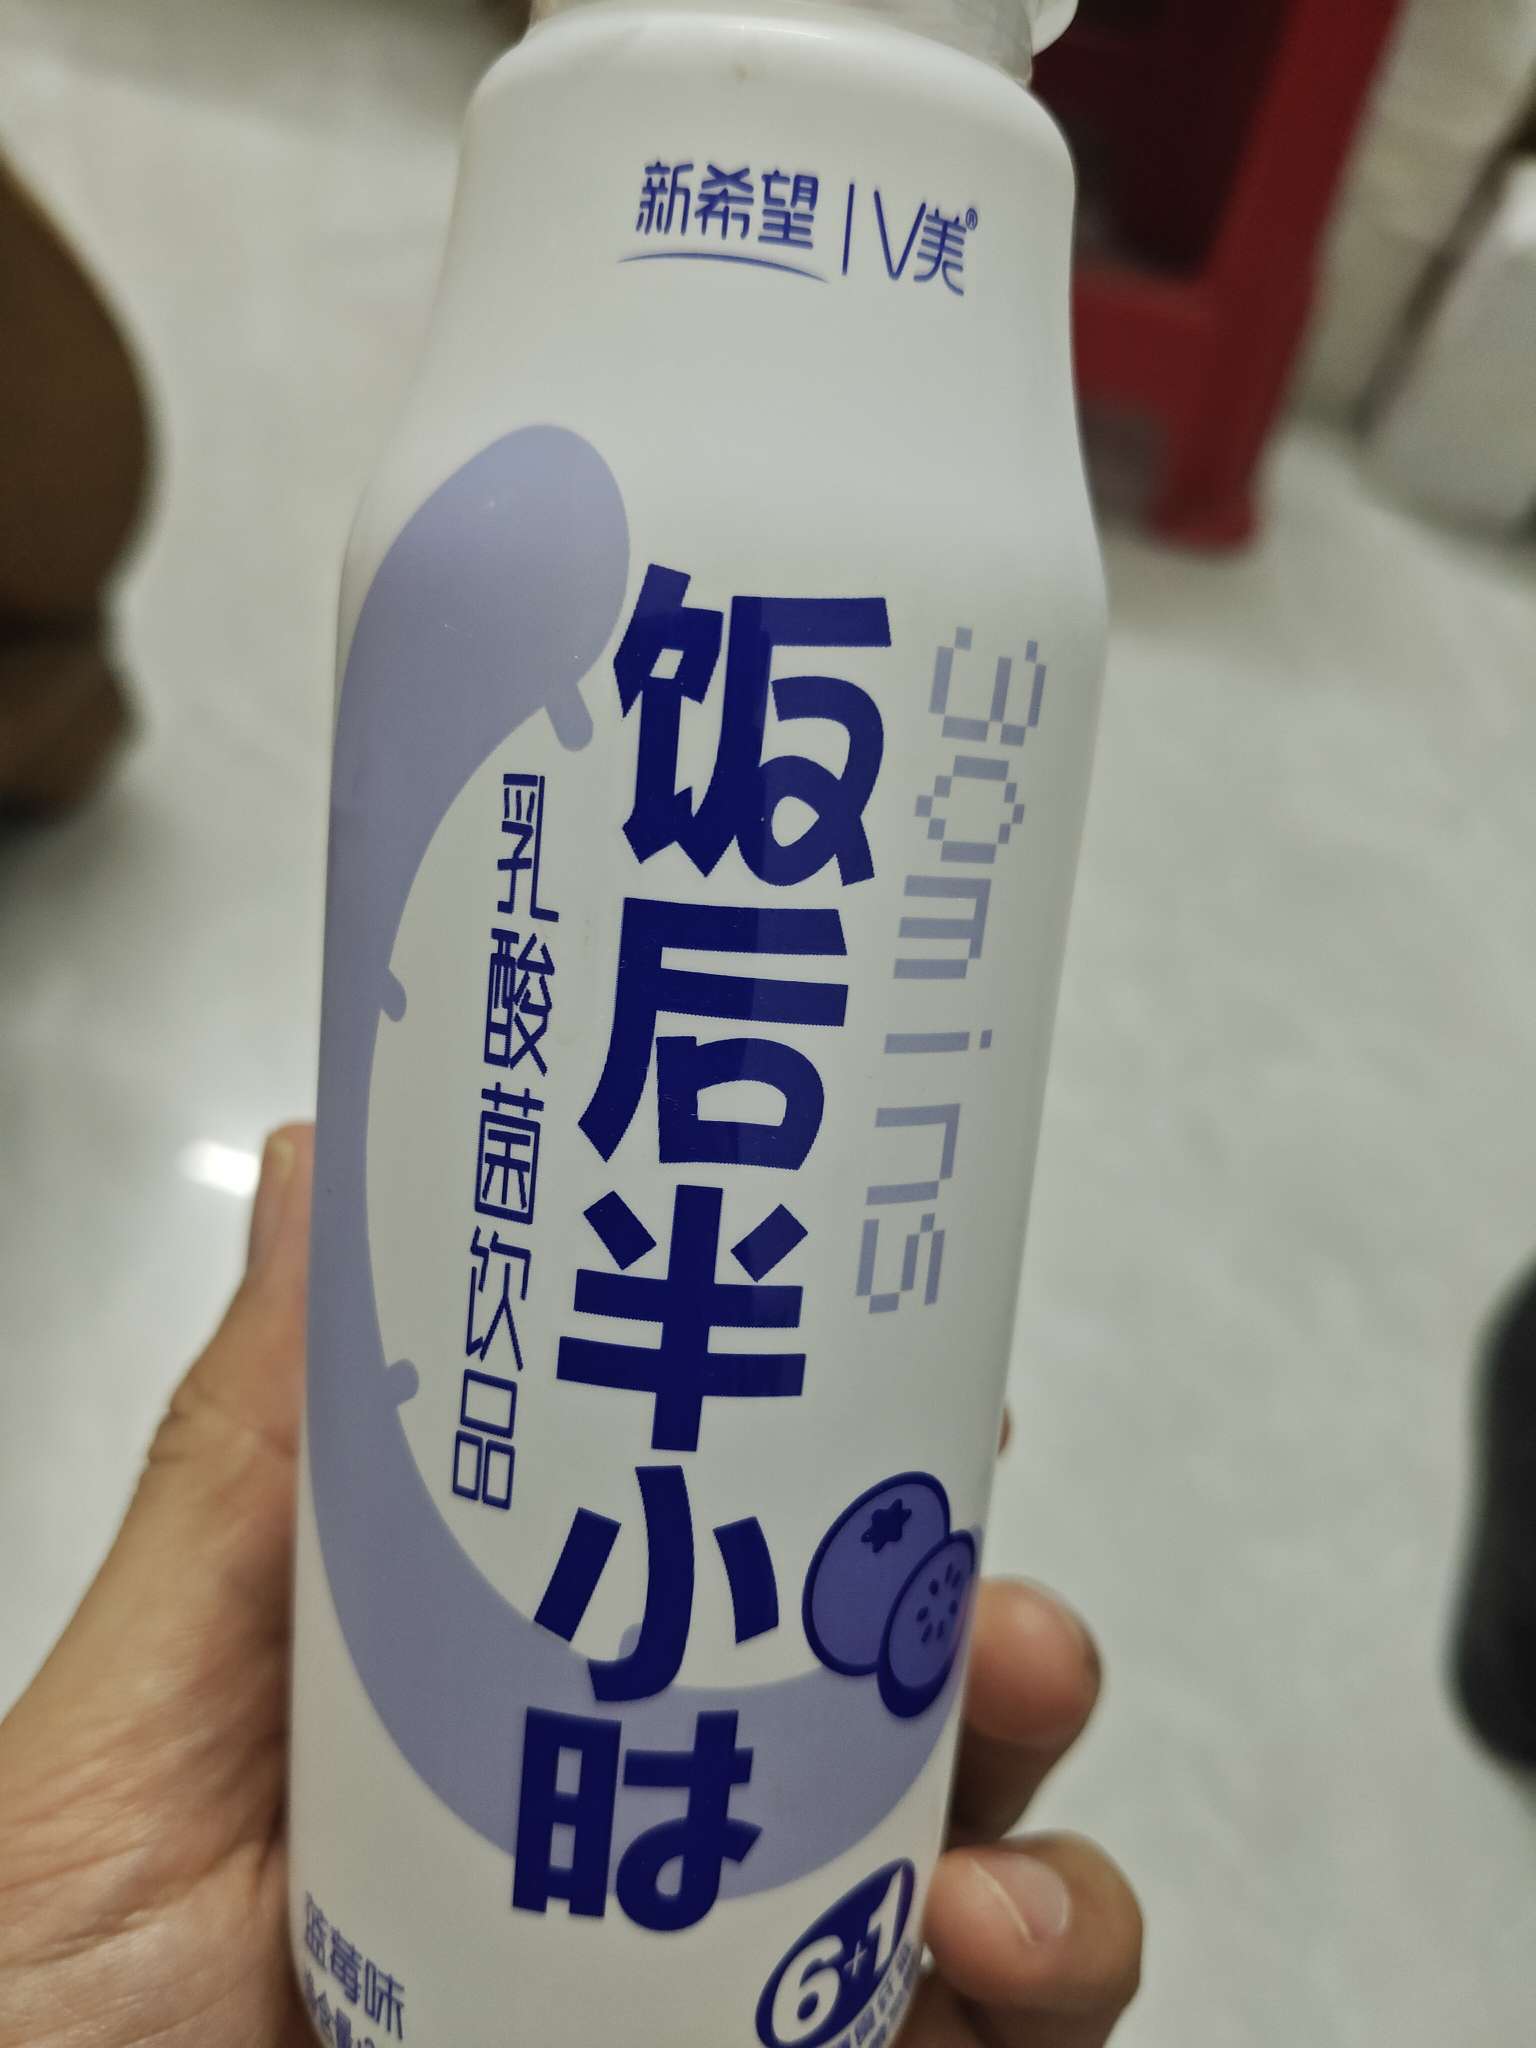 新希望 | V美®
30mins
饭后半小时
乳酸菌饮品
6+1
蓝莓味